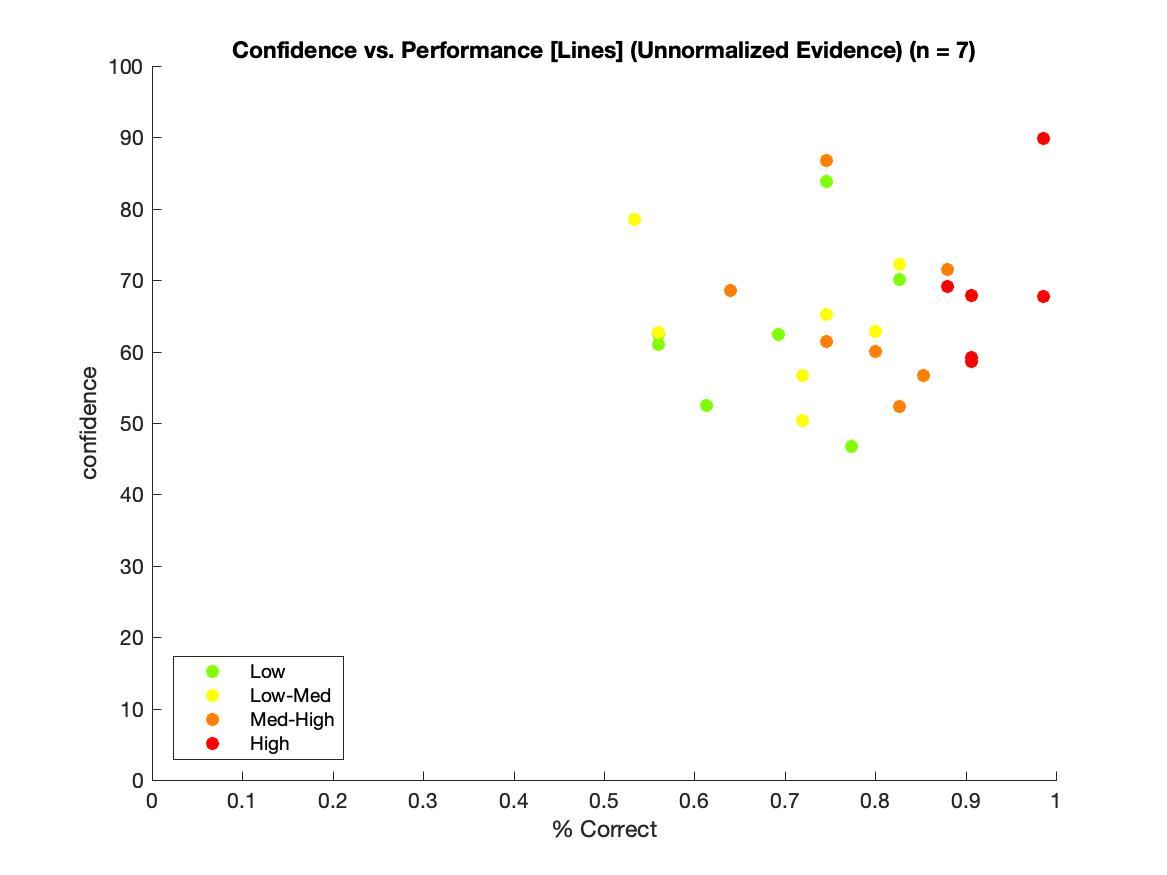 Confidence vs. Performance [Lines] (Unnormalized Evidence) (n = 7)
100
90
80
70
60
50
40
30
20
10
0
confidence
Low
Low-Med
Med-High
High
0 0.1 0.2 0.3 0.4 0.5 0.6 0.7 0.8 0.9 1
% Correct